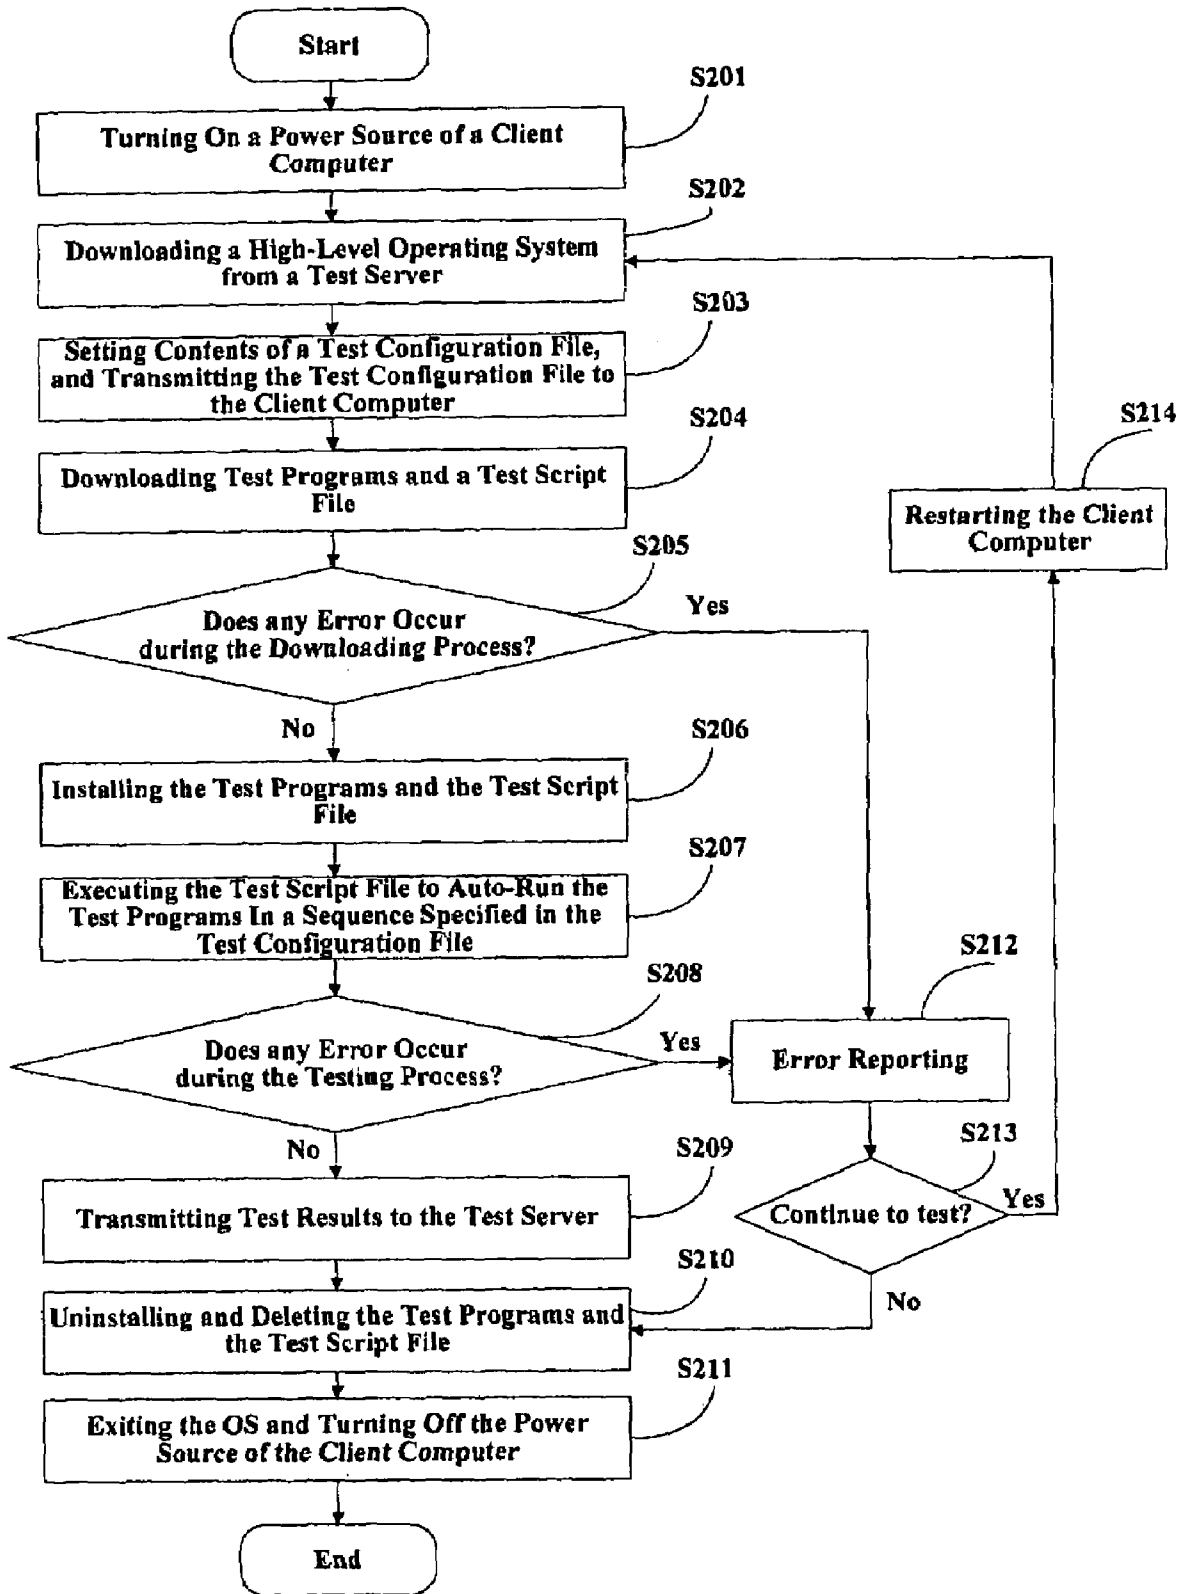 Start
S201
Turning On a Power Source of a Client
Computer
S202
Downloading a High-Level Operating System
from a Test Server
S203
Setting Contents of a Test Configuration File,
and Transmitting the Test Configuration File to
the Client Computer
S204
Downloading Test Programs and a Test Script
File
S214
Restarting the Client
Computer
S205
Does any Error Occur
during the Downloading Process?
Yes
No
S206
Installing the Test Programs and the Test Script
File
S207
Executing the Test Script File to Auto-Run the
Test Programs In a Sequence Specified in the
Test Configuration File
S208
Does any Error Occur
during the Testing Process?
Yes
No
S212
Error Reporting
S213
Continue to test?
Yes
No
S209
Transmitting Test Results to the Test Server
S210
Uninstalling and Deleting the Test Programs and
the Test Script File
S211
Exiting the OS and Turning Off the Power
Source of the Client Computer
End